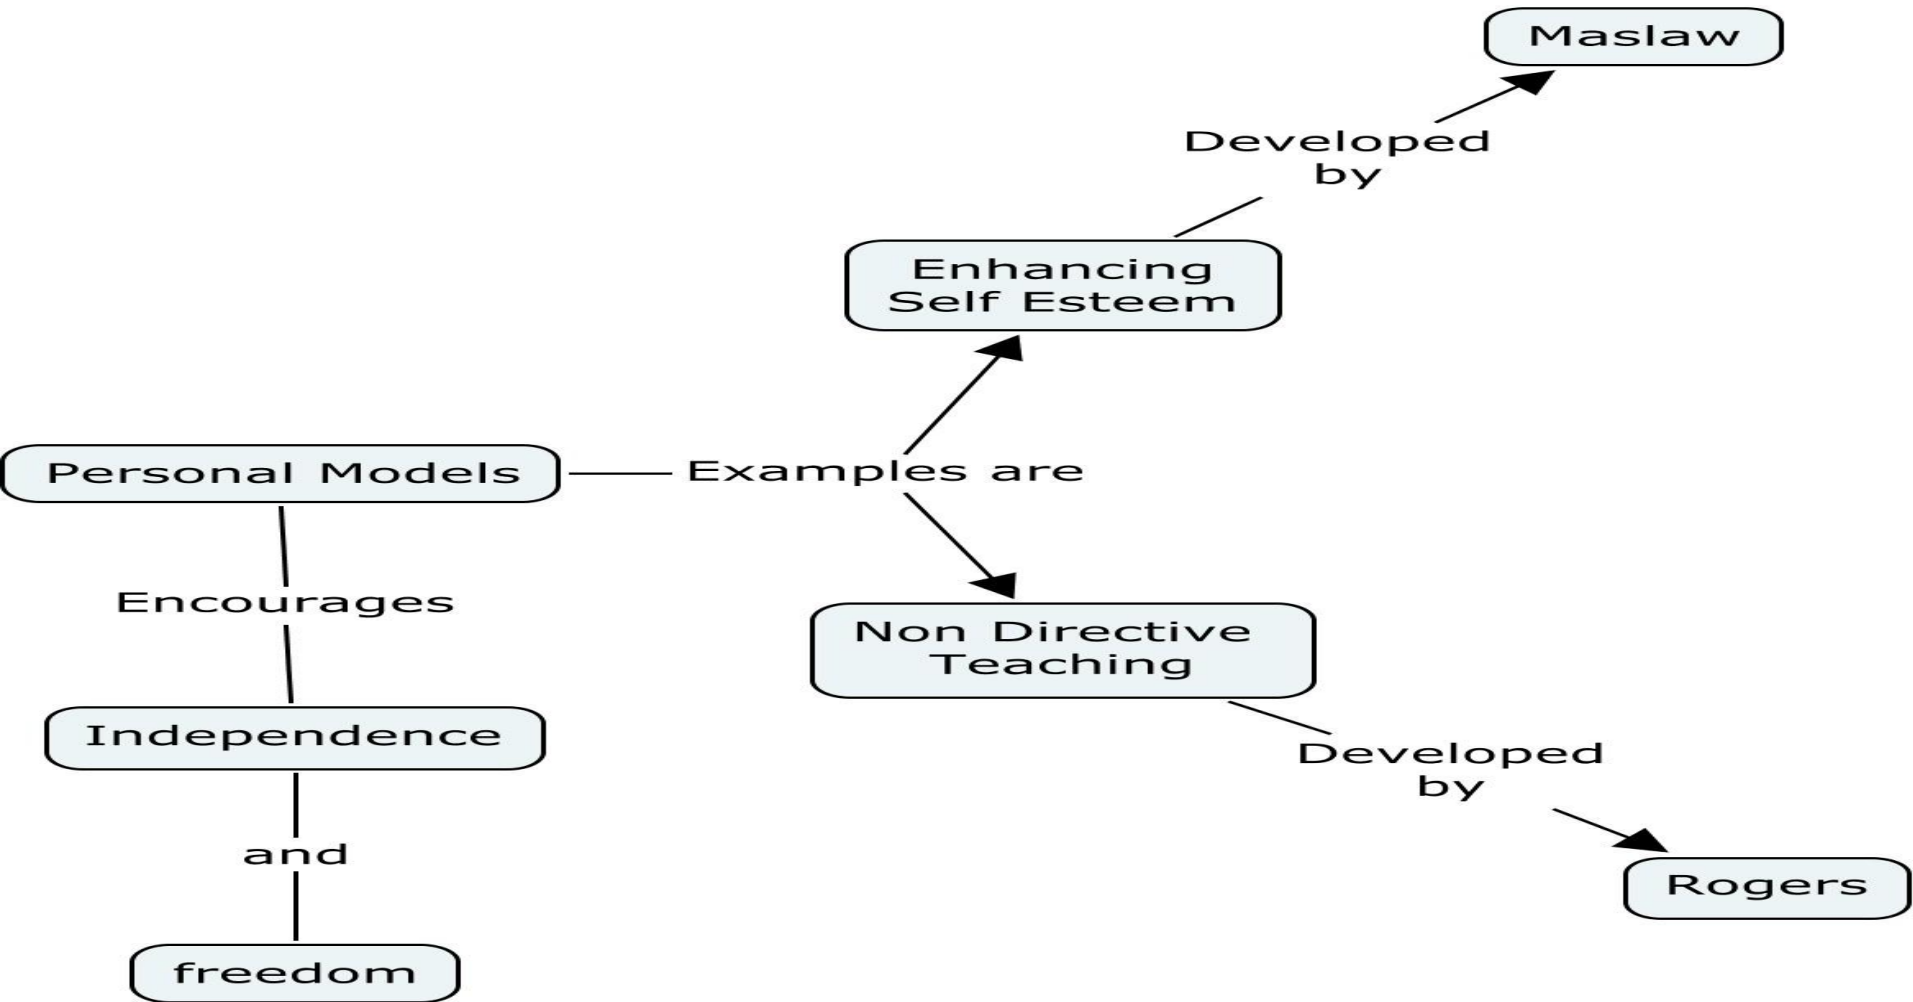 Maslaw
Developed
by
Enhancing
Self Esteem
Personal Models
Examples are
Encourages
Non Directive
Teaching
Independence
Developed
by
and
Rogers
freedom